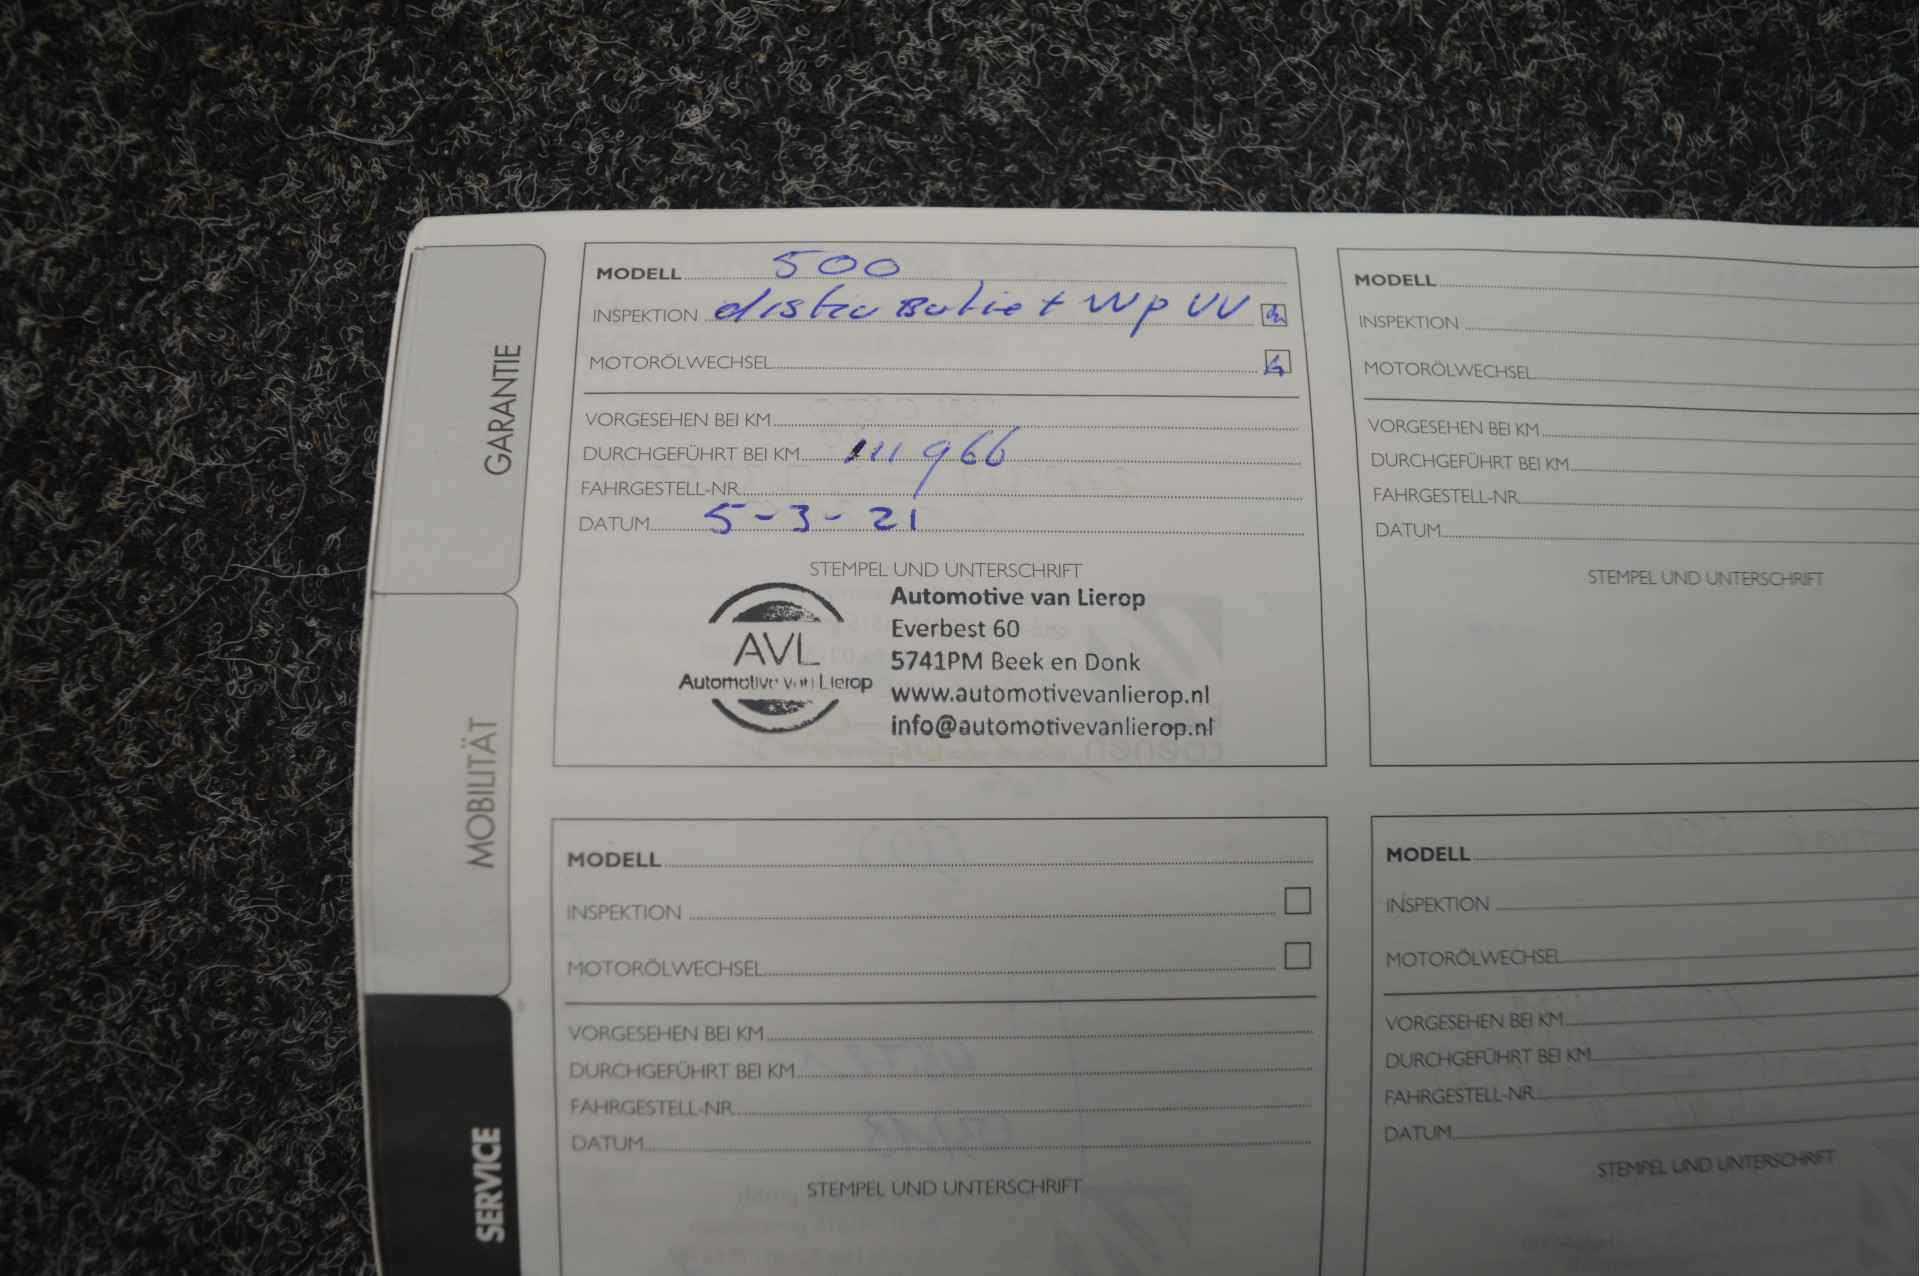 GARANTIE
MOBILITÄT
SERVICE
MODELL 500
INSPEKTION distributie + Wp VV
MOTORÖLWECHSEL
VORGESEHEN BEI KM
DURCHGEFÜHRT BEI KM 111966
FAHRGESTELL-NR.
DATUM 5-3-21
STEMPEL UND UNTERSCHRIFT
AVL
Automotive van Lierop
Automotive van Lierop
Everbest 60
5741PM Beek en Donk
www.automotivevanlierop.nl
info@automotivevanlierop.nl
MODELL
INSPEKTION
MOTORÖLWECHSEL
VORGESEHEN BEI KM
DURCHGEFÜHRT BEI KM
FAHRGESTELL-NR.
DATUM
STEMPEL UND UNTERSCHRIFT
MODELL
INSPEKTION
MOTORÖLWECHSEL
VORGESEHEN BEI KM
DURCHGEFÜHRT BEI KM
FAHRGESTELL-NR.
DATUM
STEMPEL UND UNTERSCHRIFT
MODELL
INSPEKTION
MOTORÖLWECHSEL
VORGESEHEN BEI KM
DURCHGEFÜHRT BEI KM
FAHRGESTELL-NR.
DATUM
STEMPEL UND UNTERSCHRIFT